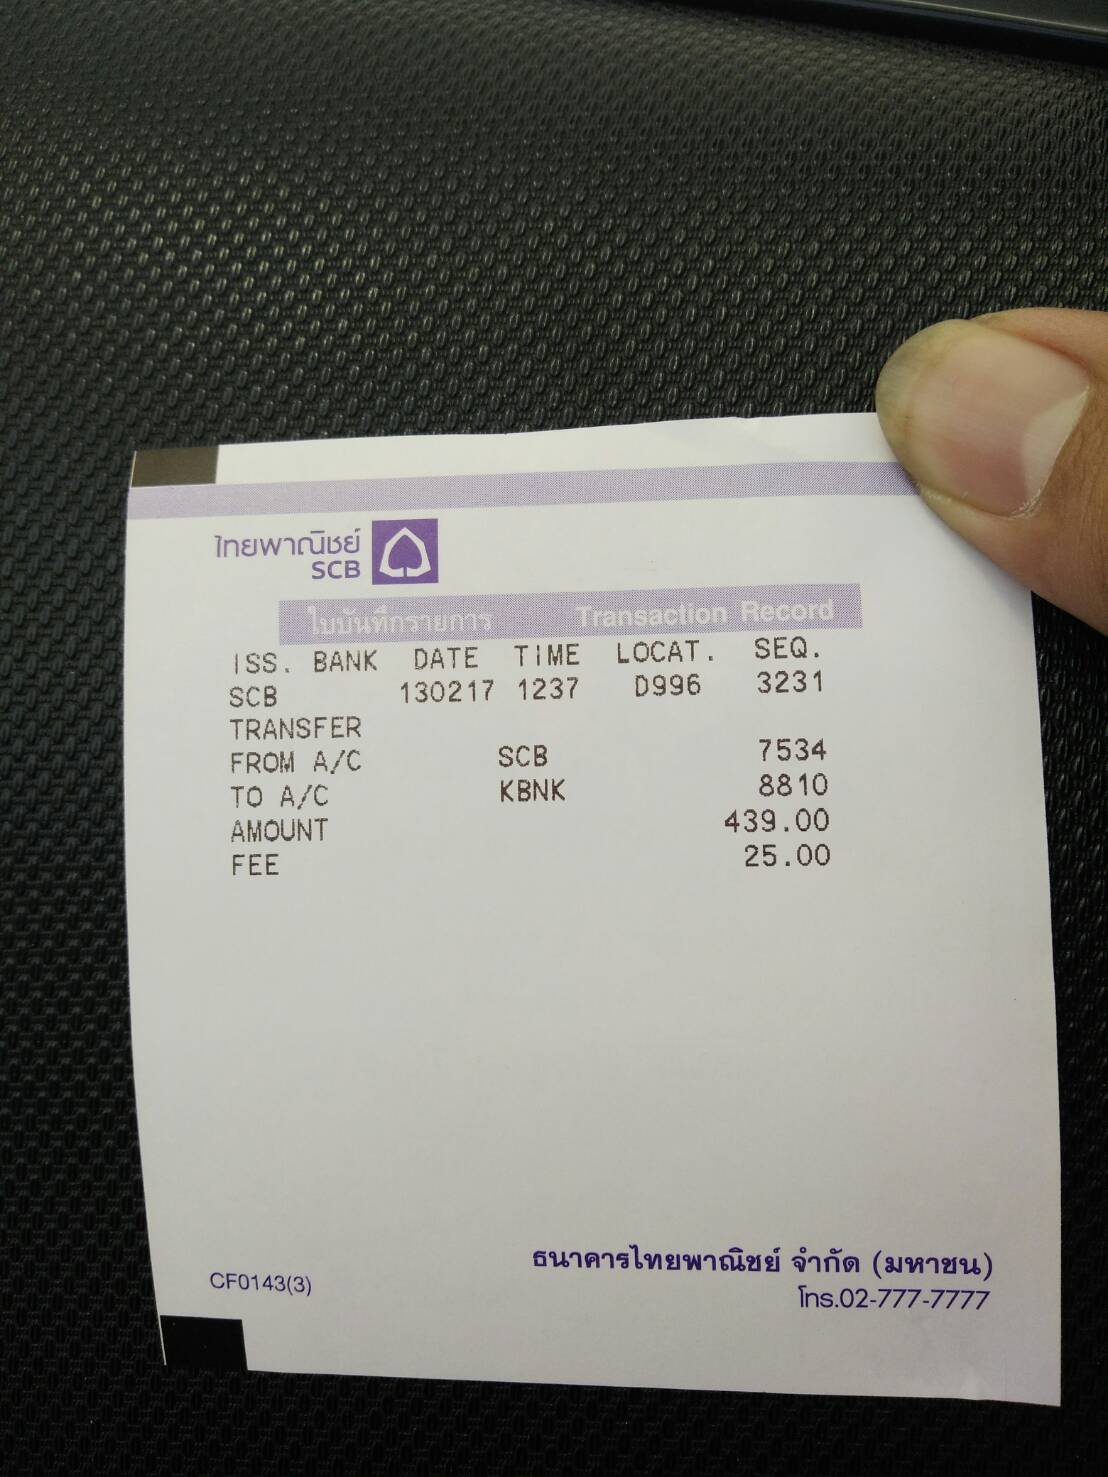 ไทยพาณิชย์
SCB
ใบบันทึกรายการ Transaction Record
ISS. BANK DATE TIME LOCAT. SEQ.
SCB 130217 1237 D996 3231
TRANSFER
FROM A/C SCB 7534
TO A/C KBNK 8810
AMOUNT 439.00
FEE 25.00
ธนาคารไทยพาณิชย์ จำกัด (มหาชน)
CF0143(3) โทร.02-777-7777